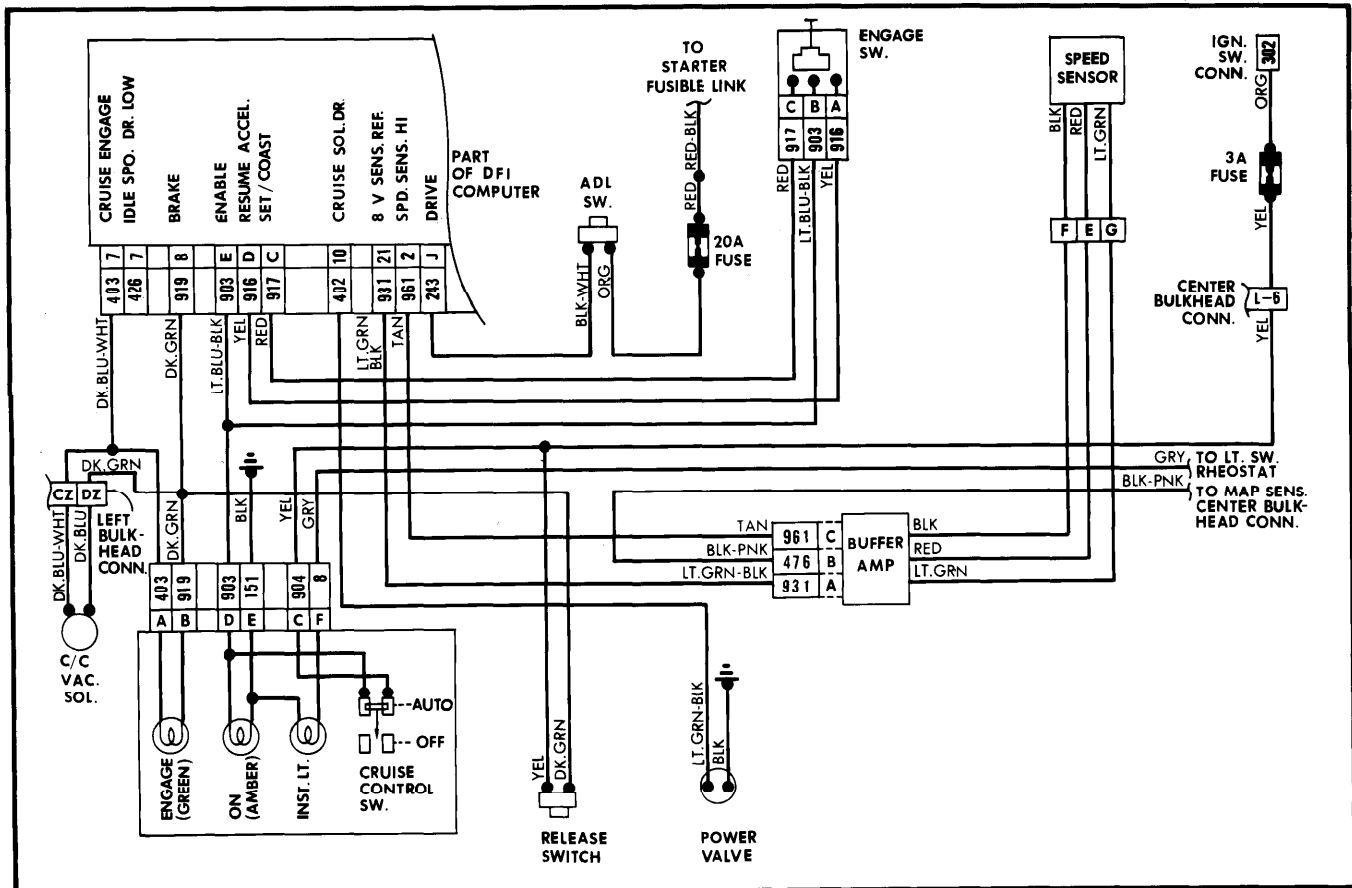 CRUISE ENGAGE
IDLE SPO. DR. LOW
BRAKE
ENABLE
RESUME ACCEL.
SET/COAST
CRUISE SOL.DR.
8 V SENS. REF.
SPD. SENS. HI
DRIVE
PART
OF DFI
COMPUTER
7 7 8 E D C 10 21 2 J
403 426 919 903 916 917 402 931 961 243
ADL
SW.
TO
STARTER
FUSIBLE LINK
RED-BLK
RED
20A
FUSE
ENGAGE
SW.
C B A
917 903 916
RED
LT.BLU-BLK
YEL
SPEED
SENSOR
BLK
RED
LT.GRN
F E G
IGN.
SW.
CONN.
302
ORG
3A
FUSE
YEL
CENTER
BULKHEAD
CONN.
L-6
YEL
DK.BLU-WHT
DK.GRN
LT.BLU-BLK
YEL
RED
LT.GRN
BLK
TAN
BLK-WHT
ORG
DK.GRN
CZ DZ
LEFT
BULK-
HEAD
CONN.
DK.BLU-WHT
DK.BLU
DK.GRN
BLK
YEL
GRY
GRY
TO LT. SW.
RHEOSTAT
BLK-PNK
TO MAP SENS.
CENTER BULK-
HEAD CONN.
TAN
961 C
BLK-PNK
476 B
LT.GRN-BLK
931 A
BUFFER
AMP
BLK
RED
LT.GRN
403 919 903 151 904 8
A B D E C F
C/C
VAC.
SOL.
ENGAGE
(GREEN)
ON
(AMBER)
INST. LT.
AUTO
OFF
CRUISE
CONTROL
SW.
YEL
DK.GRN
RELEASE
SWITCH
LT.GRN-BLK
BLK
POWER
VALVE